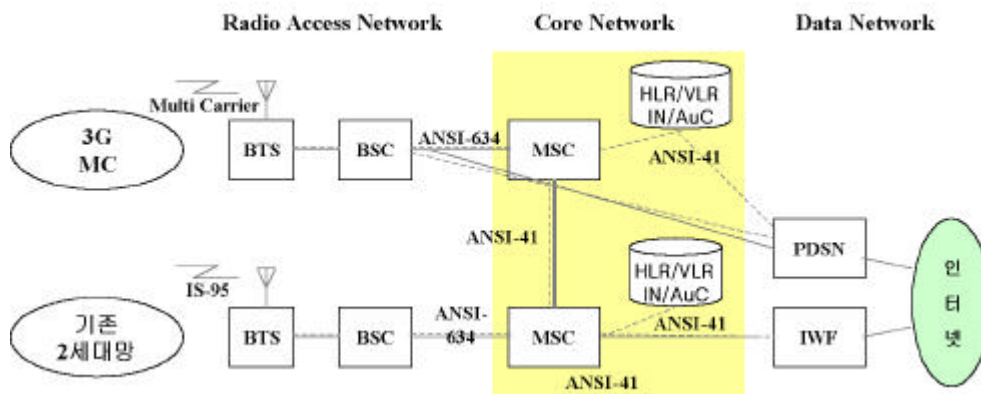 Radio Access Network
Core Network
Data Network
Multi Carrier
3G
MC
BTS
BSC
ANSI-634
MSC
HLR/VLR
IN/AuC
ANSI-41
ANSI-41
PDSN
인
터
넷
IS-95
기존
2세대망
BTS
BSC
ANSI-
634
MSC
HLR/VLR
IN/AuC
ANSI-41
IWF
ANSI-41